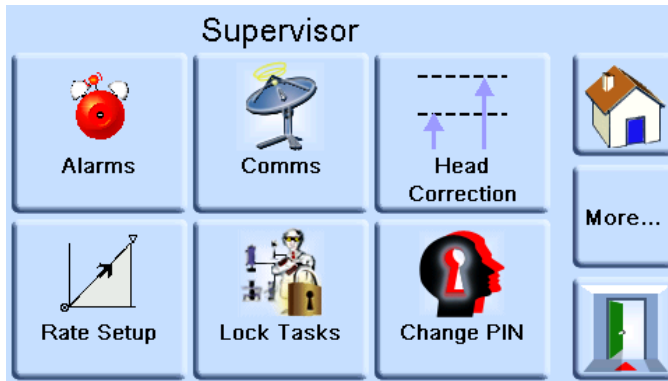 Supervisor
Alarms
Comms
Head
Correction
More...
Rate Setup
Lock Tasks
Change PIN